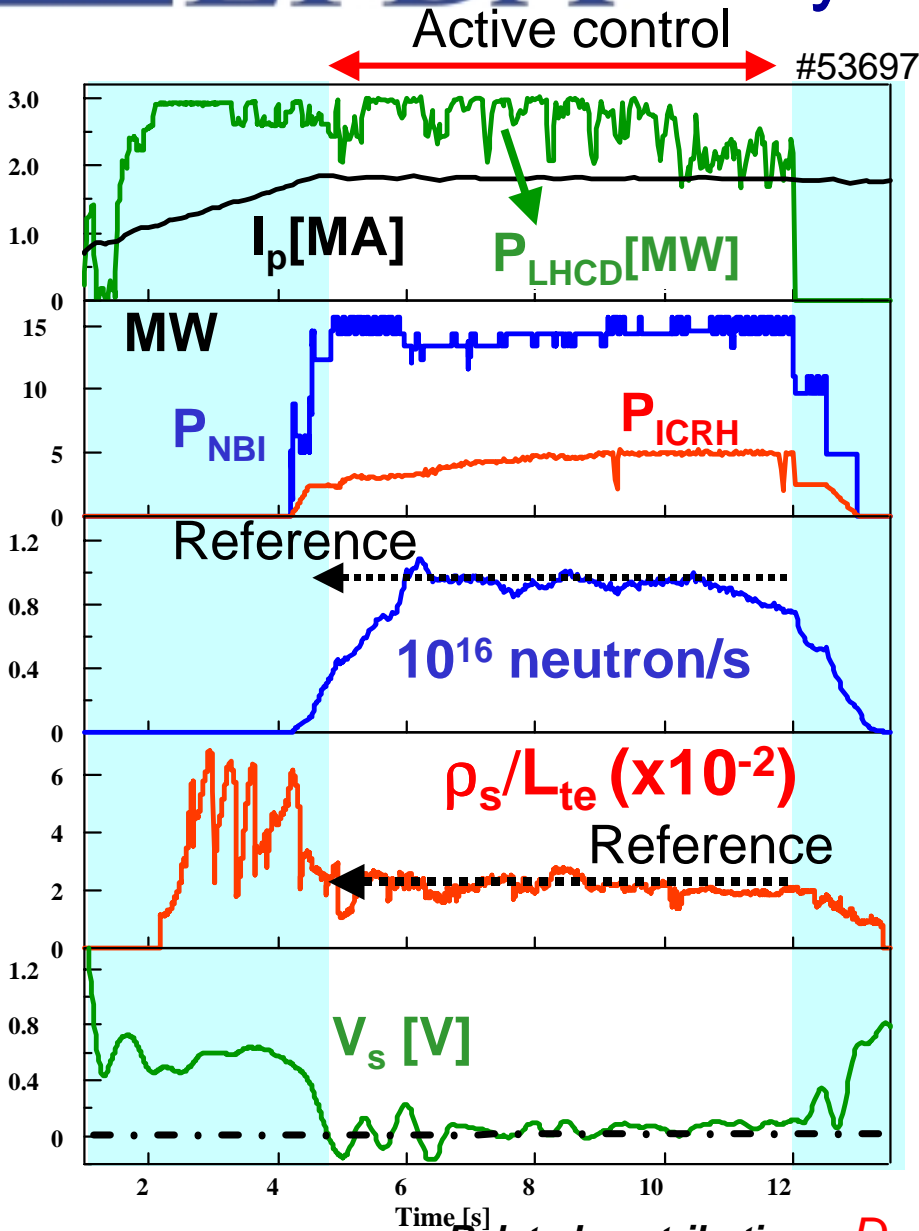 Active control
#53697
3.0
2.0
1.0
0
I_p[MA]
P_LHCD[MW]
15
10
5
0
MW
P_NBI
P_ICRH
1.2
0.8
0.4
0
Reference
10^16 neutron/s
6
4
2
0
ρ_s/L_te (x10^-2)
Reference
1.2
0.8
0.4
0
V_s [V]
2 4 6 8 10 12
Time [s]